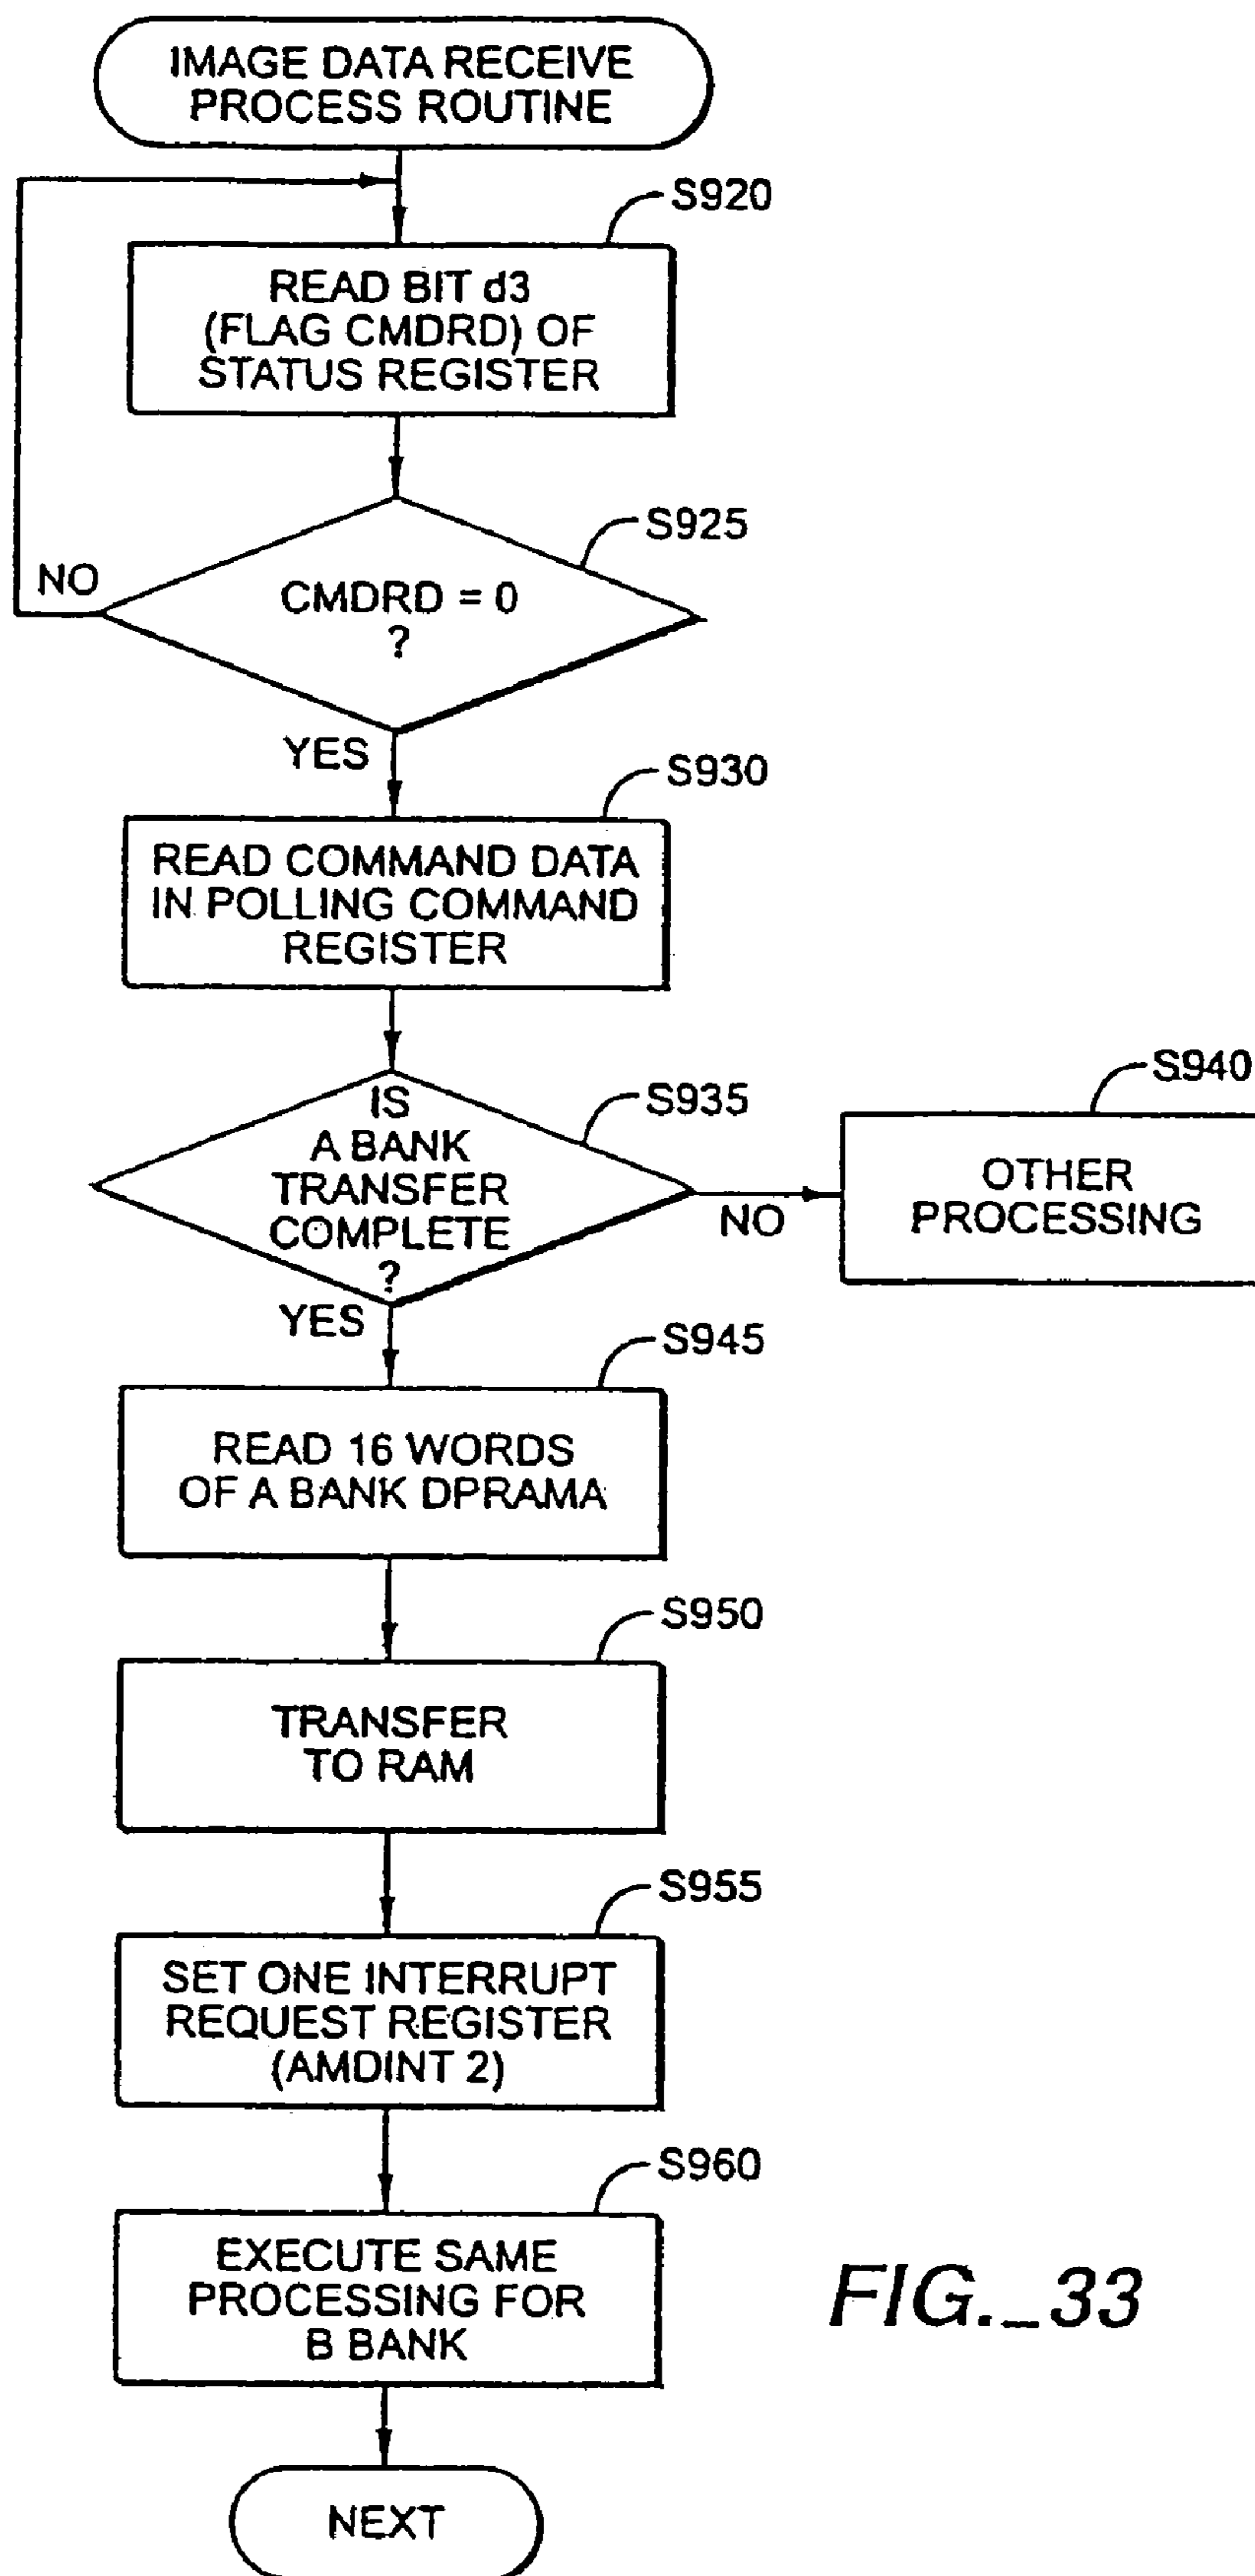 IMAGE DATA RECEIVE
PROCESS ROUTINE
S920
READ BIT d3
(FLAG CMDRD) OF
STATUS REGISTER
S925
NO
CMDRD = 0
?
YES
S930
READ COMMAND DATA
IN POLLING COMMAND
REGISTER
S935
IS
A BANK
TRANSFER
COMPLETE
?
NO
S940
OTHER
PROCESSING
YES
S945
READ 16 WORDS
OF A BANK DPRAMA
S950
TRANSFER
TO RAM
S955
SET ONE INTERRUPT
REQUEST REGISTER
(AMDINT 2)
S960
EXECUTE SAME
PROCESSING FOR
B BANK
FIG._33
NEXT